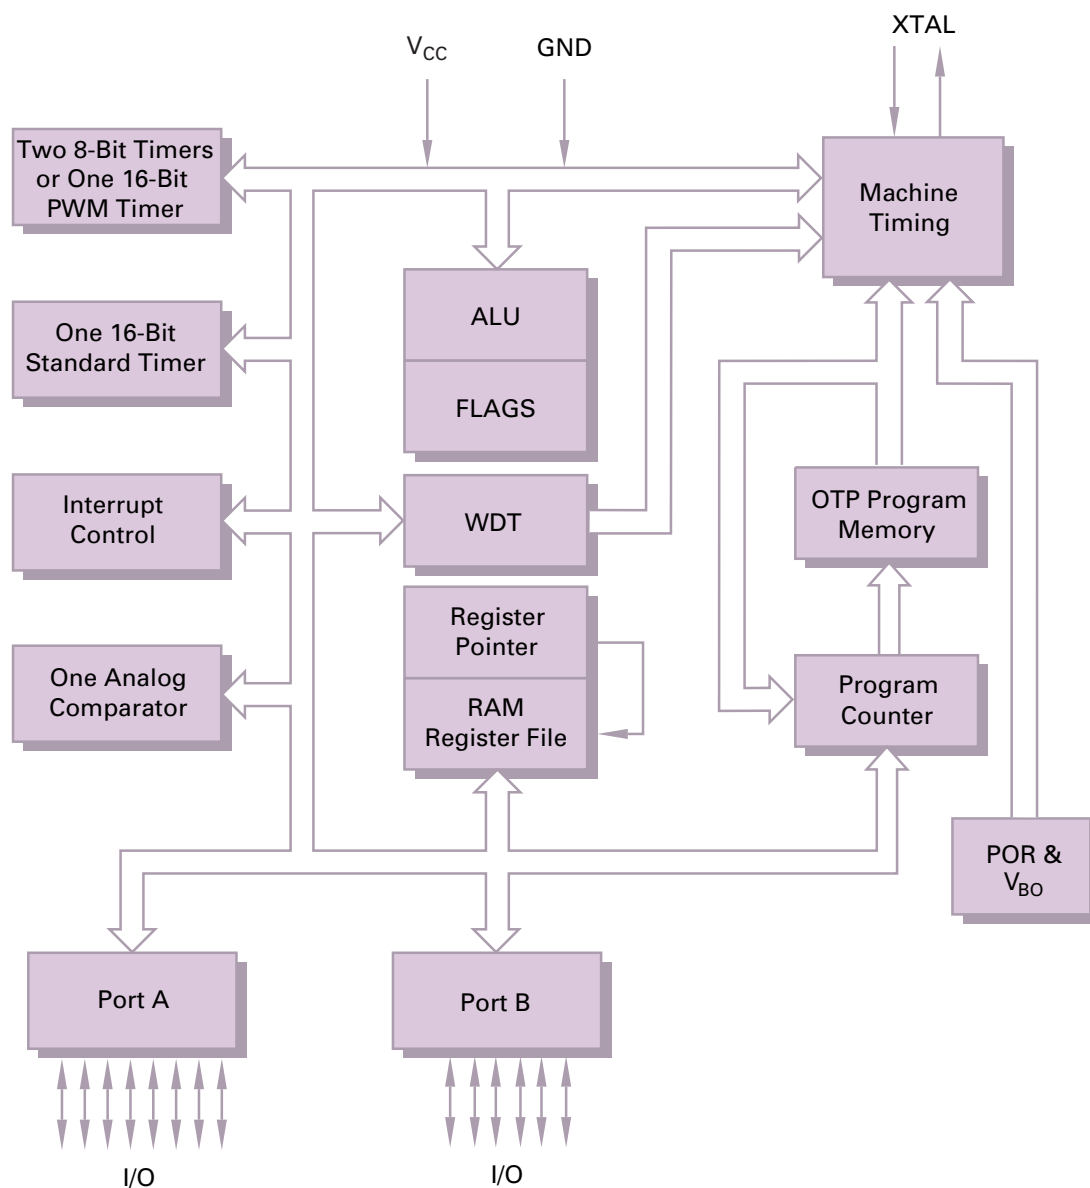 XTAL
V_CC
GND
Two 8-Bit Timers
or One 16-Bit
PWM Timer
Machine
Timing
ALU
One 16-Bit
Standard Timer
FLAGS
Interrupt
Control
WDT
OTP Program
Memory
Register
Pointer
One Analog
Comparator
RAM
Register File
Program
Counter
POR &
V_BO
Port A
Port B
I/O
I/O